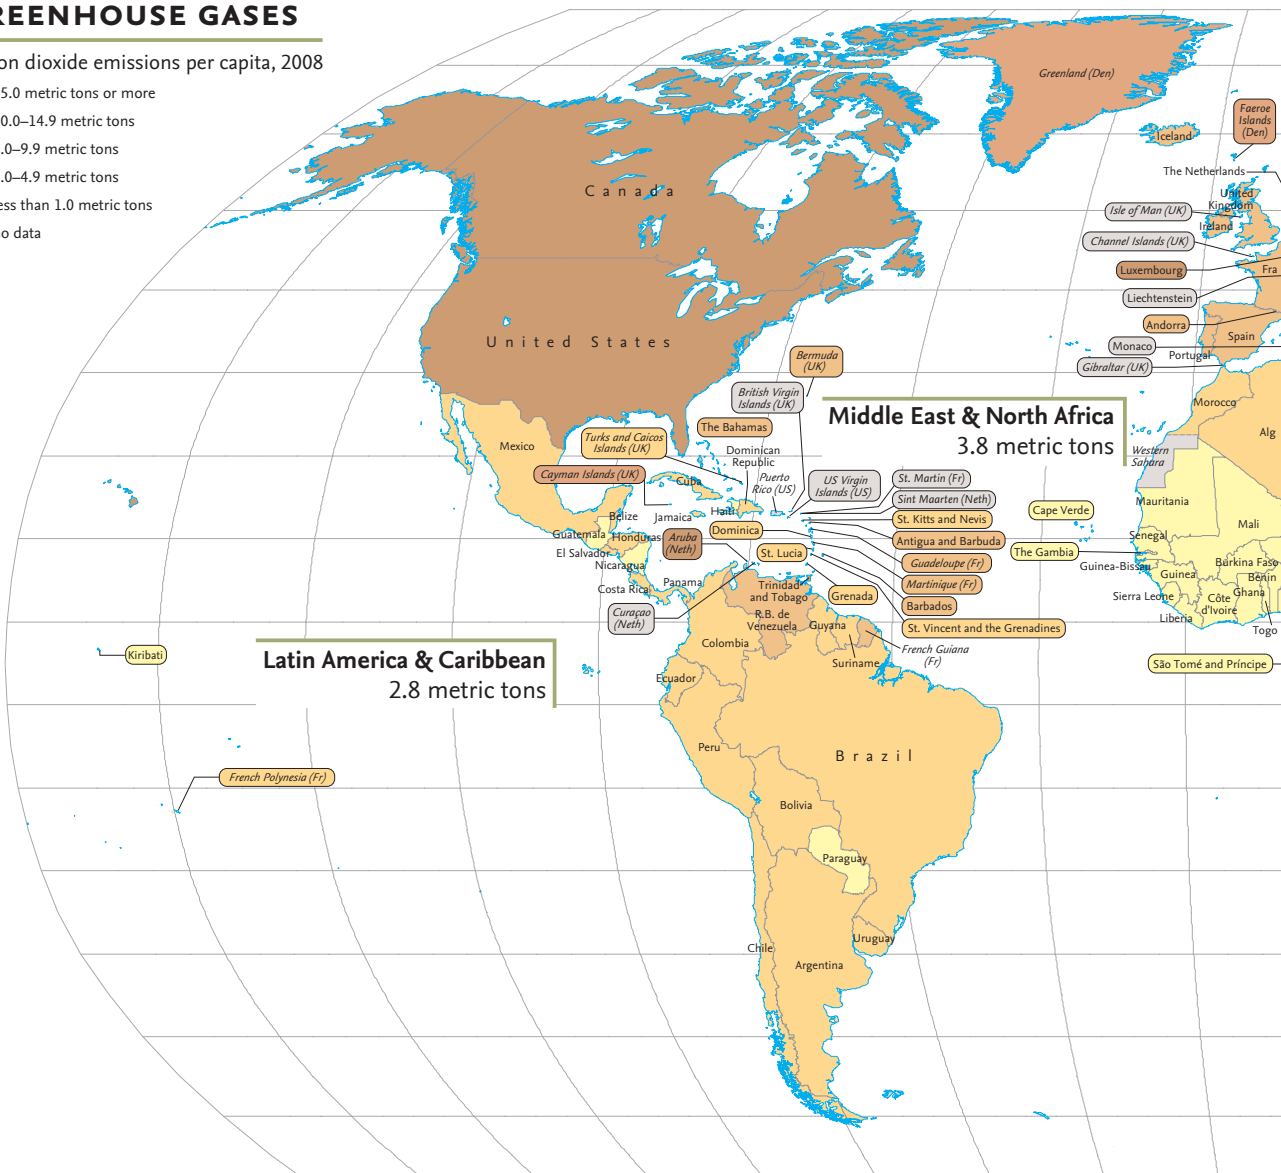 REENHOUSE GASES
on dioxide emissions per capita, 2008
5.0 metric tons or more
0.0–14.9 metric tons
.0–9.9 metric tons
.0–4.9 metric tons
ess than 1.0 metric tons
o data
Greenland (Den)
Faeroe
Islands
(Den)
Iceland
The Netherlands
Canada
United
Kingdom
Isle of Man (UK)
Ireland
Channel Islands (UK)
Luxembourg
Fra
Liechtenstein
Andorra
Spain
United States
Monaco
Portugal
Bermuda
(UK)
Gibraltar (UK)
British Virgin
Islands (UK)
Middle East & North Africa
3.8 metric tons
Morocco
The Bahamas
Alg
Mexico
Turks and Caicos
Islands (UK)
Dominican
Republic
Western
Sahara
Cayman Islands (UK)
Cuba
Puerto
Rico (US)
US Virgin
Islands (US)
St. Martin (Fr)
Sint Maarten (Neth)
Mauritania
Belize
Jamaica
Haiti
St. Kitts and Nevis
Cape Verde
Mali
Guatemala
Honduras
Aruba
(Neth)
Dominica
Antigua and Barbuda
Senegal
El Salvador
St. Lucia
Guadeloupe (Fr)
The Gambia
Nicaragua
Guinea-Bissau
Burkina Faso
Guinea
Benin
Costa Rica
Panama
Trinidad
and Tobago
Grenada
Martinique (Fr)
Sierra Leone
Côte
d'Ivoire
Ghana
Curaçao
(Neth)
R.B. de
Venezuela
Guyana
Barbados
Liberia
Togo
St. Vincent and the Grenadines
Colombia
Suriname
French Guiana
(Fr)
Kiribati
Latin America & Caribbean
2.8 metric tons
São Tomé and Príncipe
Ecuador
Peru
Brazil
French Polynesia (Fr)
Bolivia
Paraguay
Chile
Uruguay
Argentina